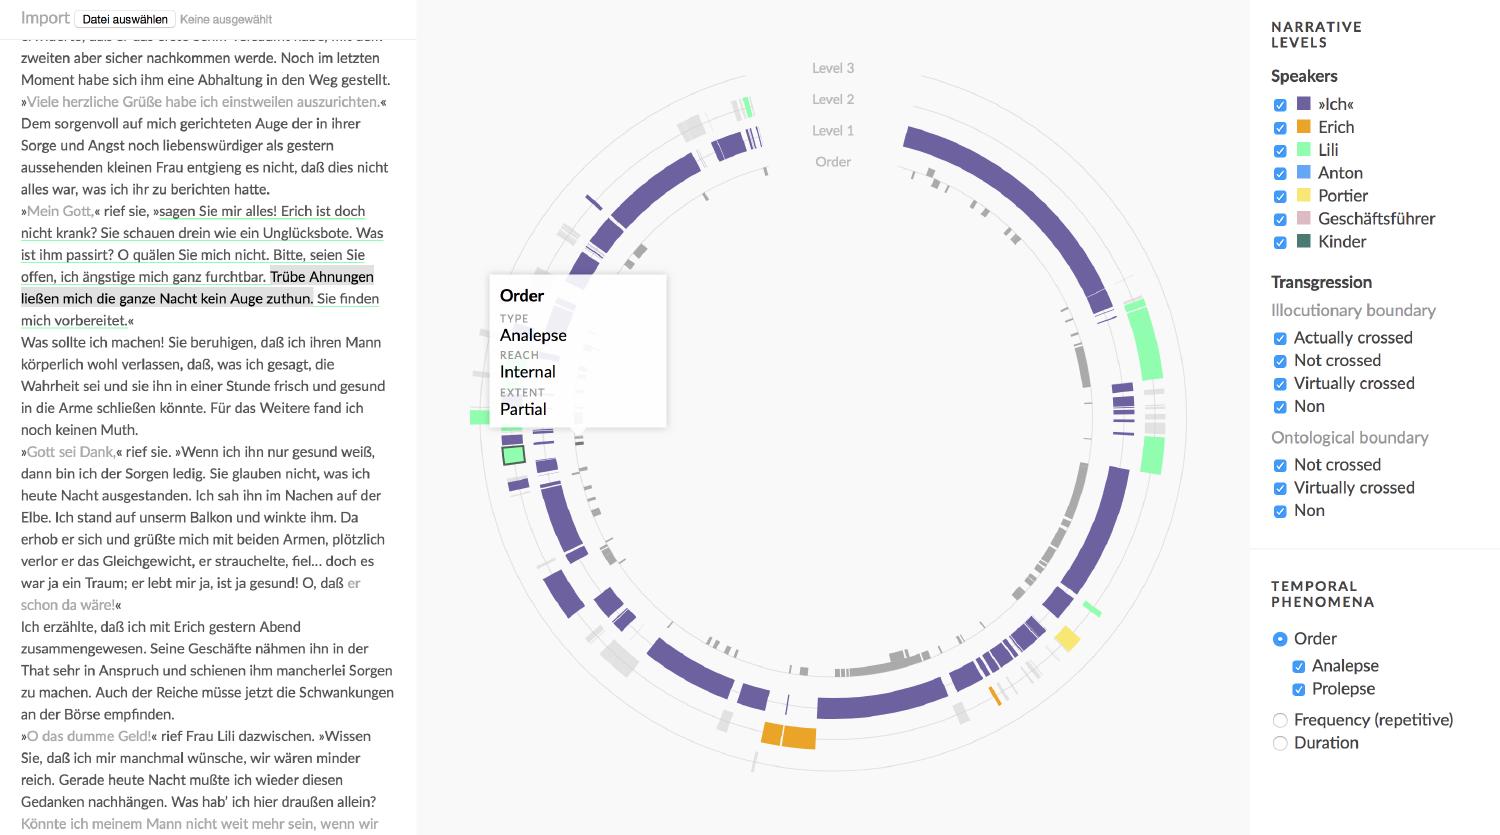 Import Datei auswählen Keine ausgewählt
zweiten aber sicher nachkommen werde. Noch im letzten
Moment habe sich ihm eine Abhaltung in den Weg gestellt.
»Viele herzliche Grüße habe ich einstweilen auszurichten.«
Dem sorgenvoll auf mich gerichteten Auge der in ihrer
Sorge und Angst noch liebenswürdiger als gestern
aussehenden kleinen Frau entgieng es nicht, daß dies nicht
alles war, was ich ihr zu berichten hatte.
»Mein Gott,« rief sie, »sagen Sie mir alles! Erich ist doch
nicht krank? Sie schauen drein wie ein Unglücksbote. Was
ist ihm passirt? O quälen Sie mich nicht. Bitte, seien Sie
offen, ich ängstige mich ganz furchtbar. Trübe Ahnungen
ließen mich die ganze Nacht kein Auge zuthun. Sie finden
mich vorbereitet.«
Was sollte ich machen! Sie beruhigen, daß ich ihren Mann
körperlich wohl verlassen, daß, was ich gesagt, die
Wahrheit sei und sie ihn in einer Stunde frisch und gesund
in die Arme schließen könnte. Für das Weitere fand ich
noch keinen Muth.
»Gott sei Dank,« rief sie. »Wenn ich ihn nur gesund weiß,
dann bin ich der Sorgen ledig. Sie glauben nicht, was ich
heute Nacht ausgestanden. Ich sah ihn im Nachen auf der
Elbe. Ich stand auf unserm Balkon und winkte ihm. Da
erhob er sich und grüßte mich mit beiden Armen, plötzlich
verlor er das Gleichgewicht, er strauchelte, fiel... doch es
war ja ein Traum; er lebt mir ja, ist ja gesund! O, daß er
schon da wäre!«
Ich erzählte, daß ich mit Erich gestern Abend
zusammengewesen. Seine Geschäfte nähmen ihn in der
That sehr in Anspruch und schienen ihm mancherlei Sorgen
zu machen. Auch der Reiche müsse jetzt die Schwankungen
an der Börse empfinden.
»O das dumme Geld!« rief Frau Lili dazwischen. »Wissen
Sie, daß ich mir manchmal wünsche, wir wären minder
reich. Gerade heute Nacht mußte ich wieder diesen
Gedanken nachhängen. Was hab' ich hier draußen allein?
Könnte ich meinem Mann nicht weit mehr sein, wenn wir
Level 3
Level 2
Level 1
Order
Order
TYPE
Analepse
REACH
Internal
EXTENT
Partial
NARRATIVE
LEVELS
Speakers
»Ich«
Erich
Lili
Anton
Portier
Geschäftsführer
Kinder
Transgression
Illocutionary boundary
Actually crossed
Not crossed
Virtually crossed
Non
Ontological boundary
Not crossed
Virtually crossed
Non
TEMPORAL
PHENOMENA
Order
Analepse
Prolepse
Frequency (repetitive)
Duration